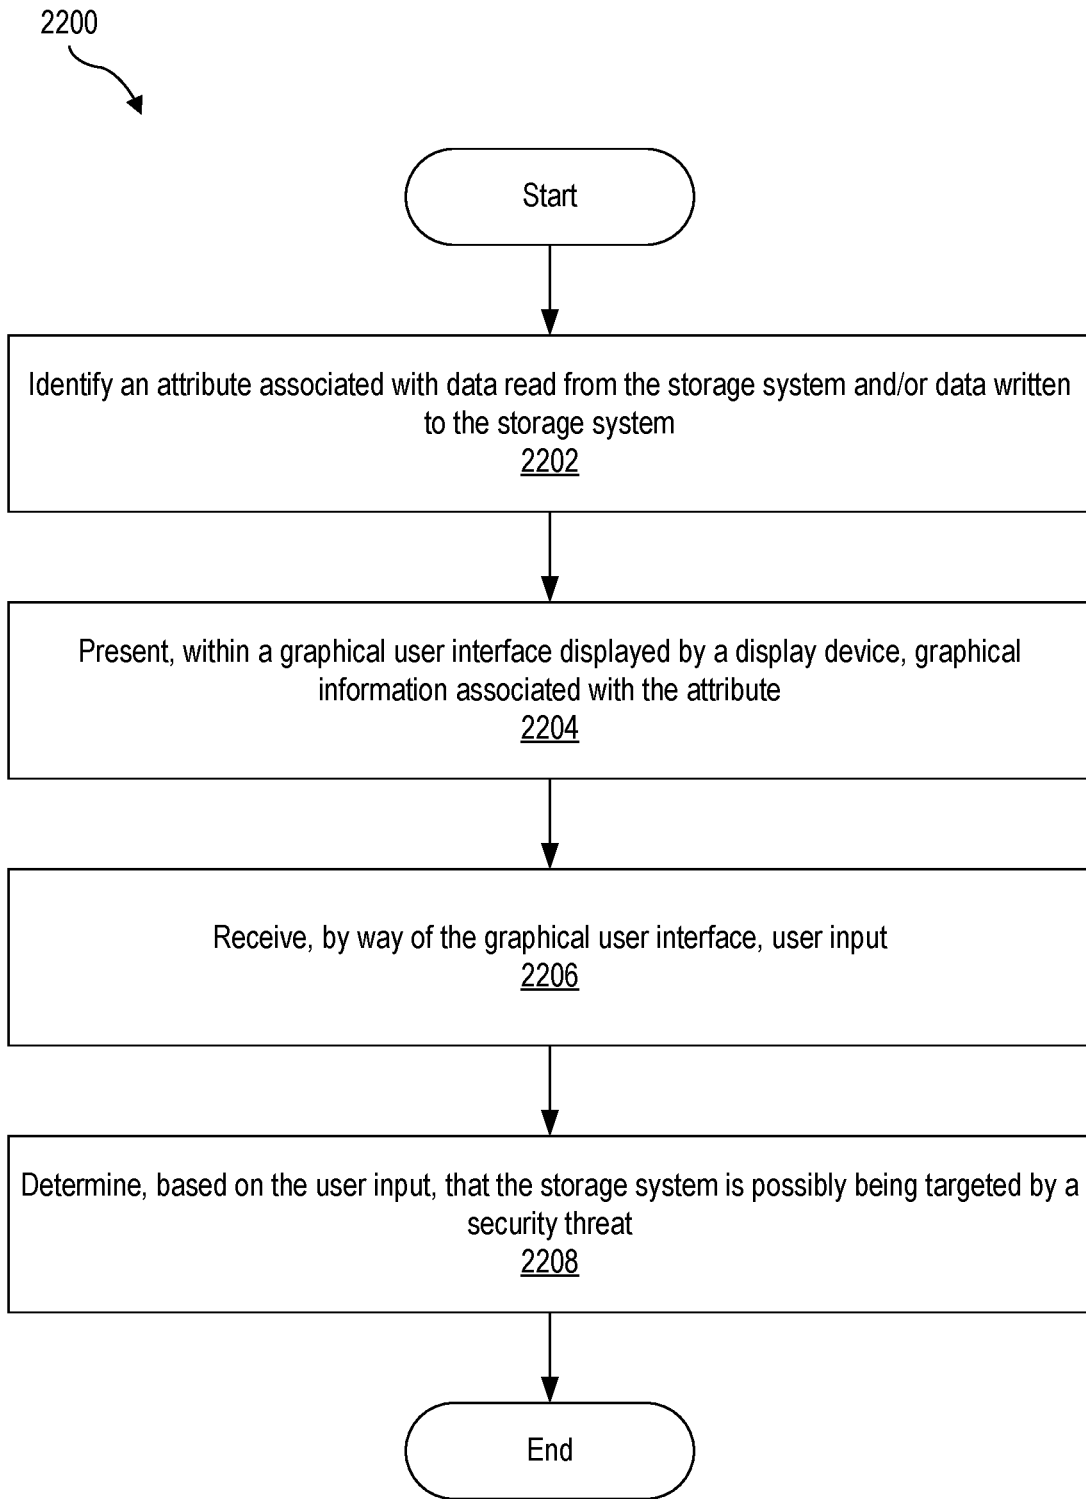 2200
Start
Identify an attribute associated with data read from the storage system and/or data written
to the storage system
2202
Present, within a graphical user interface displayed by a display device, graphical
information associated with the attribute
2204
Receive, by way of the graphical user interface, user input
2206
Determine, based on the user input, that the storage system is possibly being targeted by a
security threat
2208
End